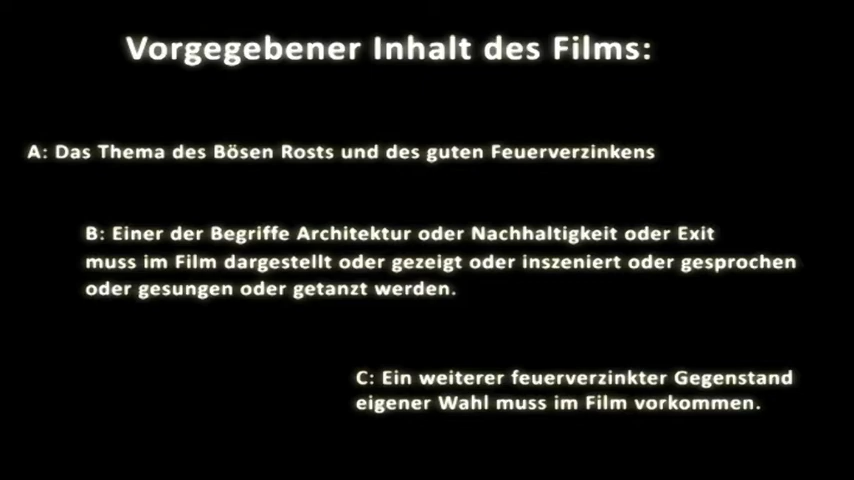 Vorgegebener Inhalt des Films:
A: Das Thema des Bösen Rosts und des guten Feuerverzinkens
B: Einer der Begriffe Architektur oder Nachhaltigkeit oder Exit
muss im Film dargestellt oder gezeigt oder inszeniert oder gesprochen
oder gesungen oder getanzt werden.
C: Ein weiterer feuerverzinkter Gegenstand
eigener Wahl muss im Film vorkommen.